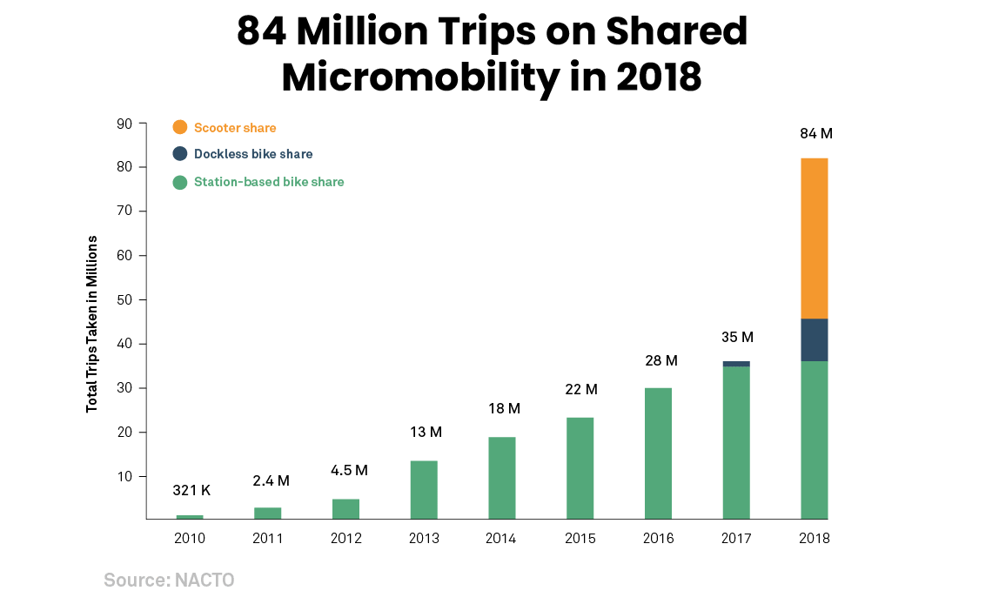 84 Million Trips on Shared
Micromobility in 2018
90
80
70
60
50
40
30
20
10
Total Trips Taken in Millions
Scooter share
Dockless bike share
Station-based bike share
321 K
2.4 M
4.5 M
13 M
18 M
22 M
28 M
35 M
84 M
2010 2011 2012 2013 2014 2015 2016 2017 2018
Source: NACTO